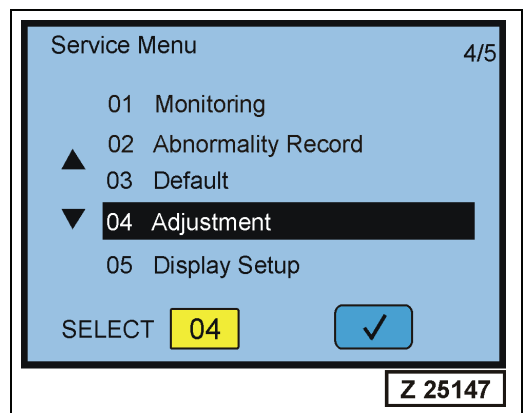 Service Menu 4/5
01 Monitoring
02 Abnormality Record
03 Default
04 Adjustment
05 Display Setup
SELECT 04
Z 25147